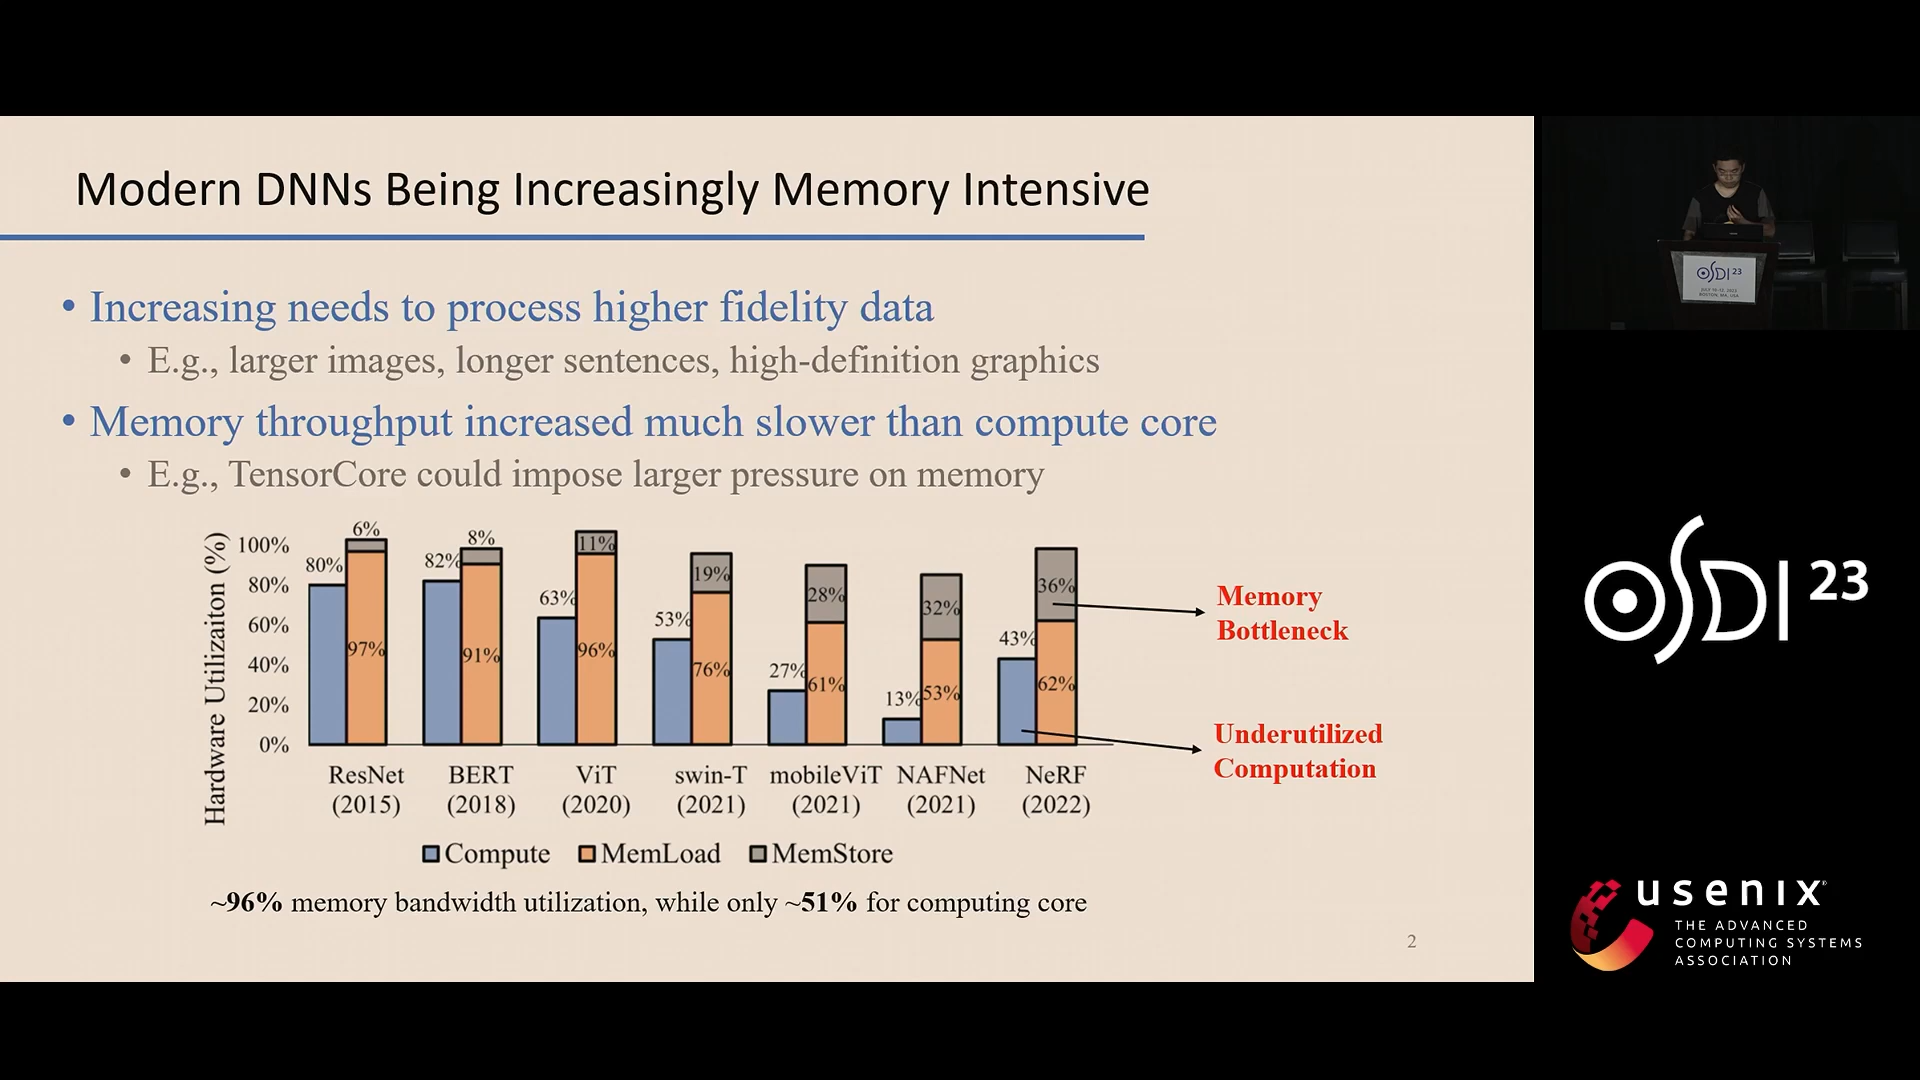 Modern DNNs Being Increasingly Memory Intensive
• Increasing needs to process higher fidelity data
• E.g., larger images, longer sentences, high-definition graphics
• Memory throughput increased much slower than compute core
• E.g., TensorCore could impose larger pressure on memory
Hardware Utilizaiton (%)
100%
80%
60%
40%
20%
0%
80%
6%
97%
82%
8%
91%
63%
11%
96%
53%
19%
76%
27%
28%
61%
13%
32%
53%
43%
36%
62%
Memory
Bottleneck
Underutilized
Computation
ResNet
(2015)
BERT
(2018)
ViT
(2020)
swin-T
(2021)
mobileViT
(2021)
NAFNet
(2021)
NeRF
(2022)
Compute MemLoad MemStore
~96% memory bandwidth utilization, while only ~51% for computing core
2
OSDI 23
OSDI 23
usenix
THE ADVANCED
COMPUTING SYSTEMS
ASSOCIATION